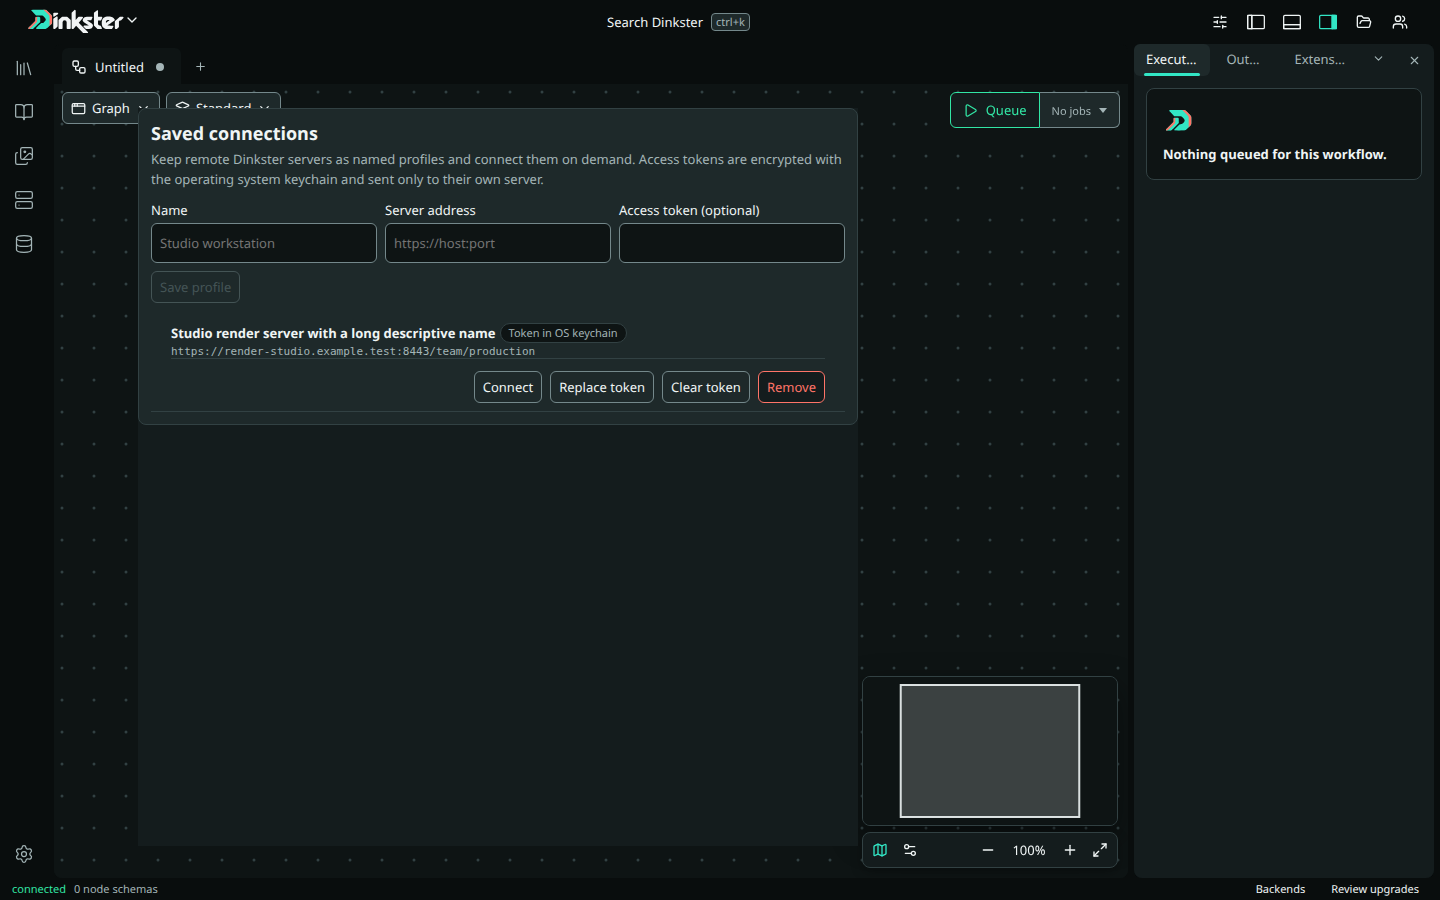 Dinkster
Search Dinkster ctrl+k
Untitled
Execut... Out... Extens...
Graph Standard
Queue No jobs
Nothing queued for this workflow.
Saved connections
Keep remote Dinkster servers as named profiles and connect them on demand. Access tokens are encrypted with
the operating system keychain and sent only to their own server.
Name Server address Access token (optional)
Studio workstation https://host:port
Save profile
Studio render server with a long descriptive name Token in OS keychain
https://render-studio.example.test:8443/team/production
Connect Replace token Clear token Remove
100%
connected 0 node schemas Backends Review upgrades